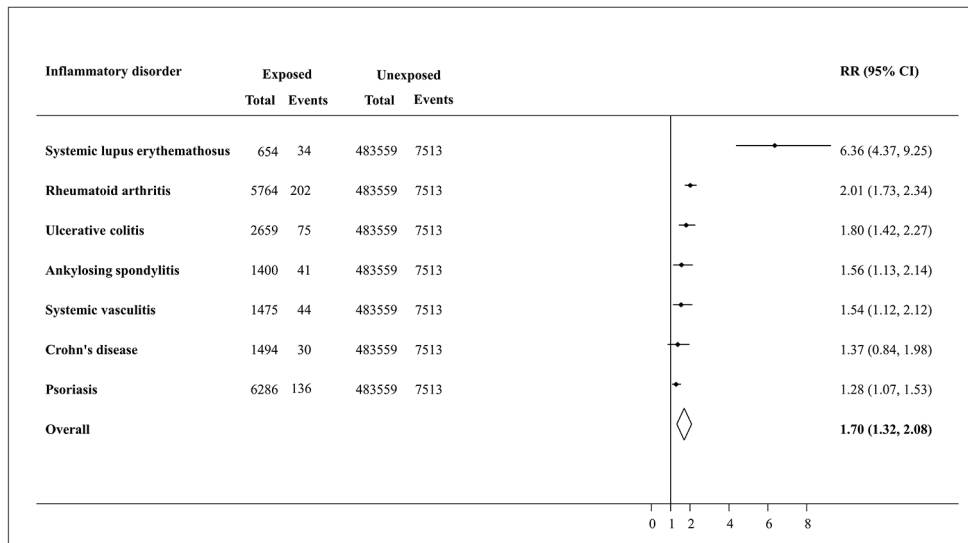 Inflammatory disorder Exposed Unexposed RR (95% CI)
Total Events Total Events
Systemic lupus erythemathosus 654 34 483559 7513 6.36 (4.37, 9.25)
Rheumatoid arthritis 5764 202 483559 7513 2.01 (1.73, 2.34)
Ulcerative colitis 2659 75 483559 7513 1.80 (1.42, 2.27)
Ankylosing spondylitis 1400 41 483559 7513 1.56 (1.13, 2.14)
Systemic vasculitis 1475 44 483559 7513 1.54 (1.12, 2.12)
Crohn's disease 1494 30 483559 7513 1.37 (0.84, 1.98)
Psoriasis 6286 136 483559 7513 1.28 (1.07, 1.53)
Overall 1.70 (1.32, 2.08)
0 1 2 4 6 8